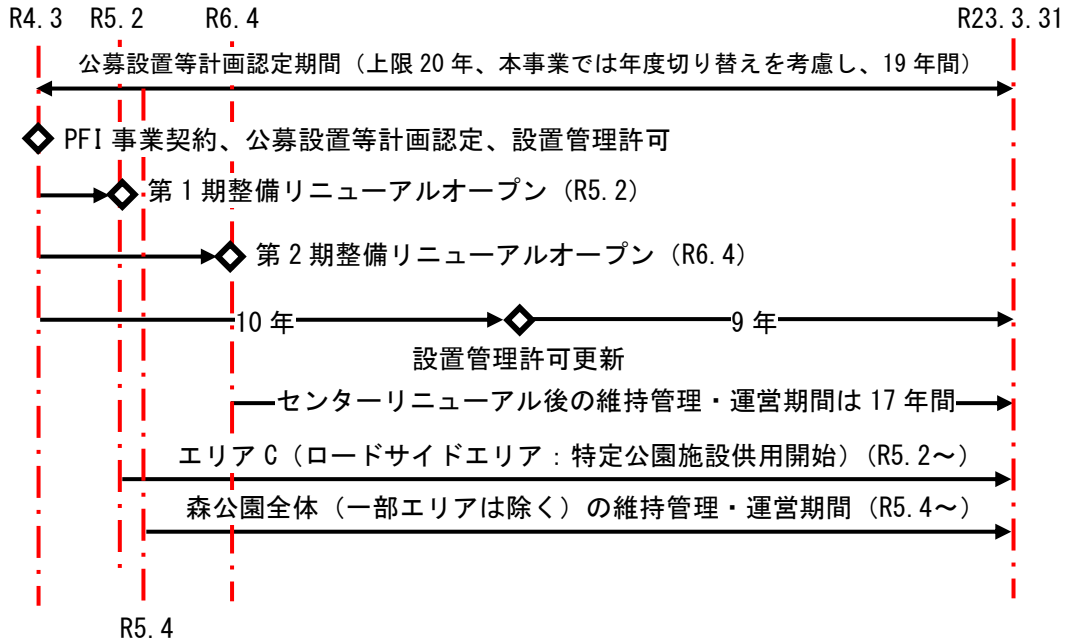 R4.3 R5.2 R6.4 R23.3.31
公募設置等計画認定期間（上限20年、本事業では年度切り替えを考慮し、19年間）
PFI事業契約、公募設置等計画認定、設置管理許可
第1期整備リニューアルオープン（R5.2）
第2期整備リニューアルオープン（R6.4）
10年 9年
設置管理許可更新
センターリニューアル後の維持管理・運営期間は17年間
エリアC（ロードサイドエリア：特定公園施設供用開始）（R5.2～）
森公園全体（一部エリアは除く）の維持管理・運営期間（R5.4～）
R5.4